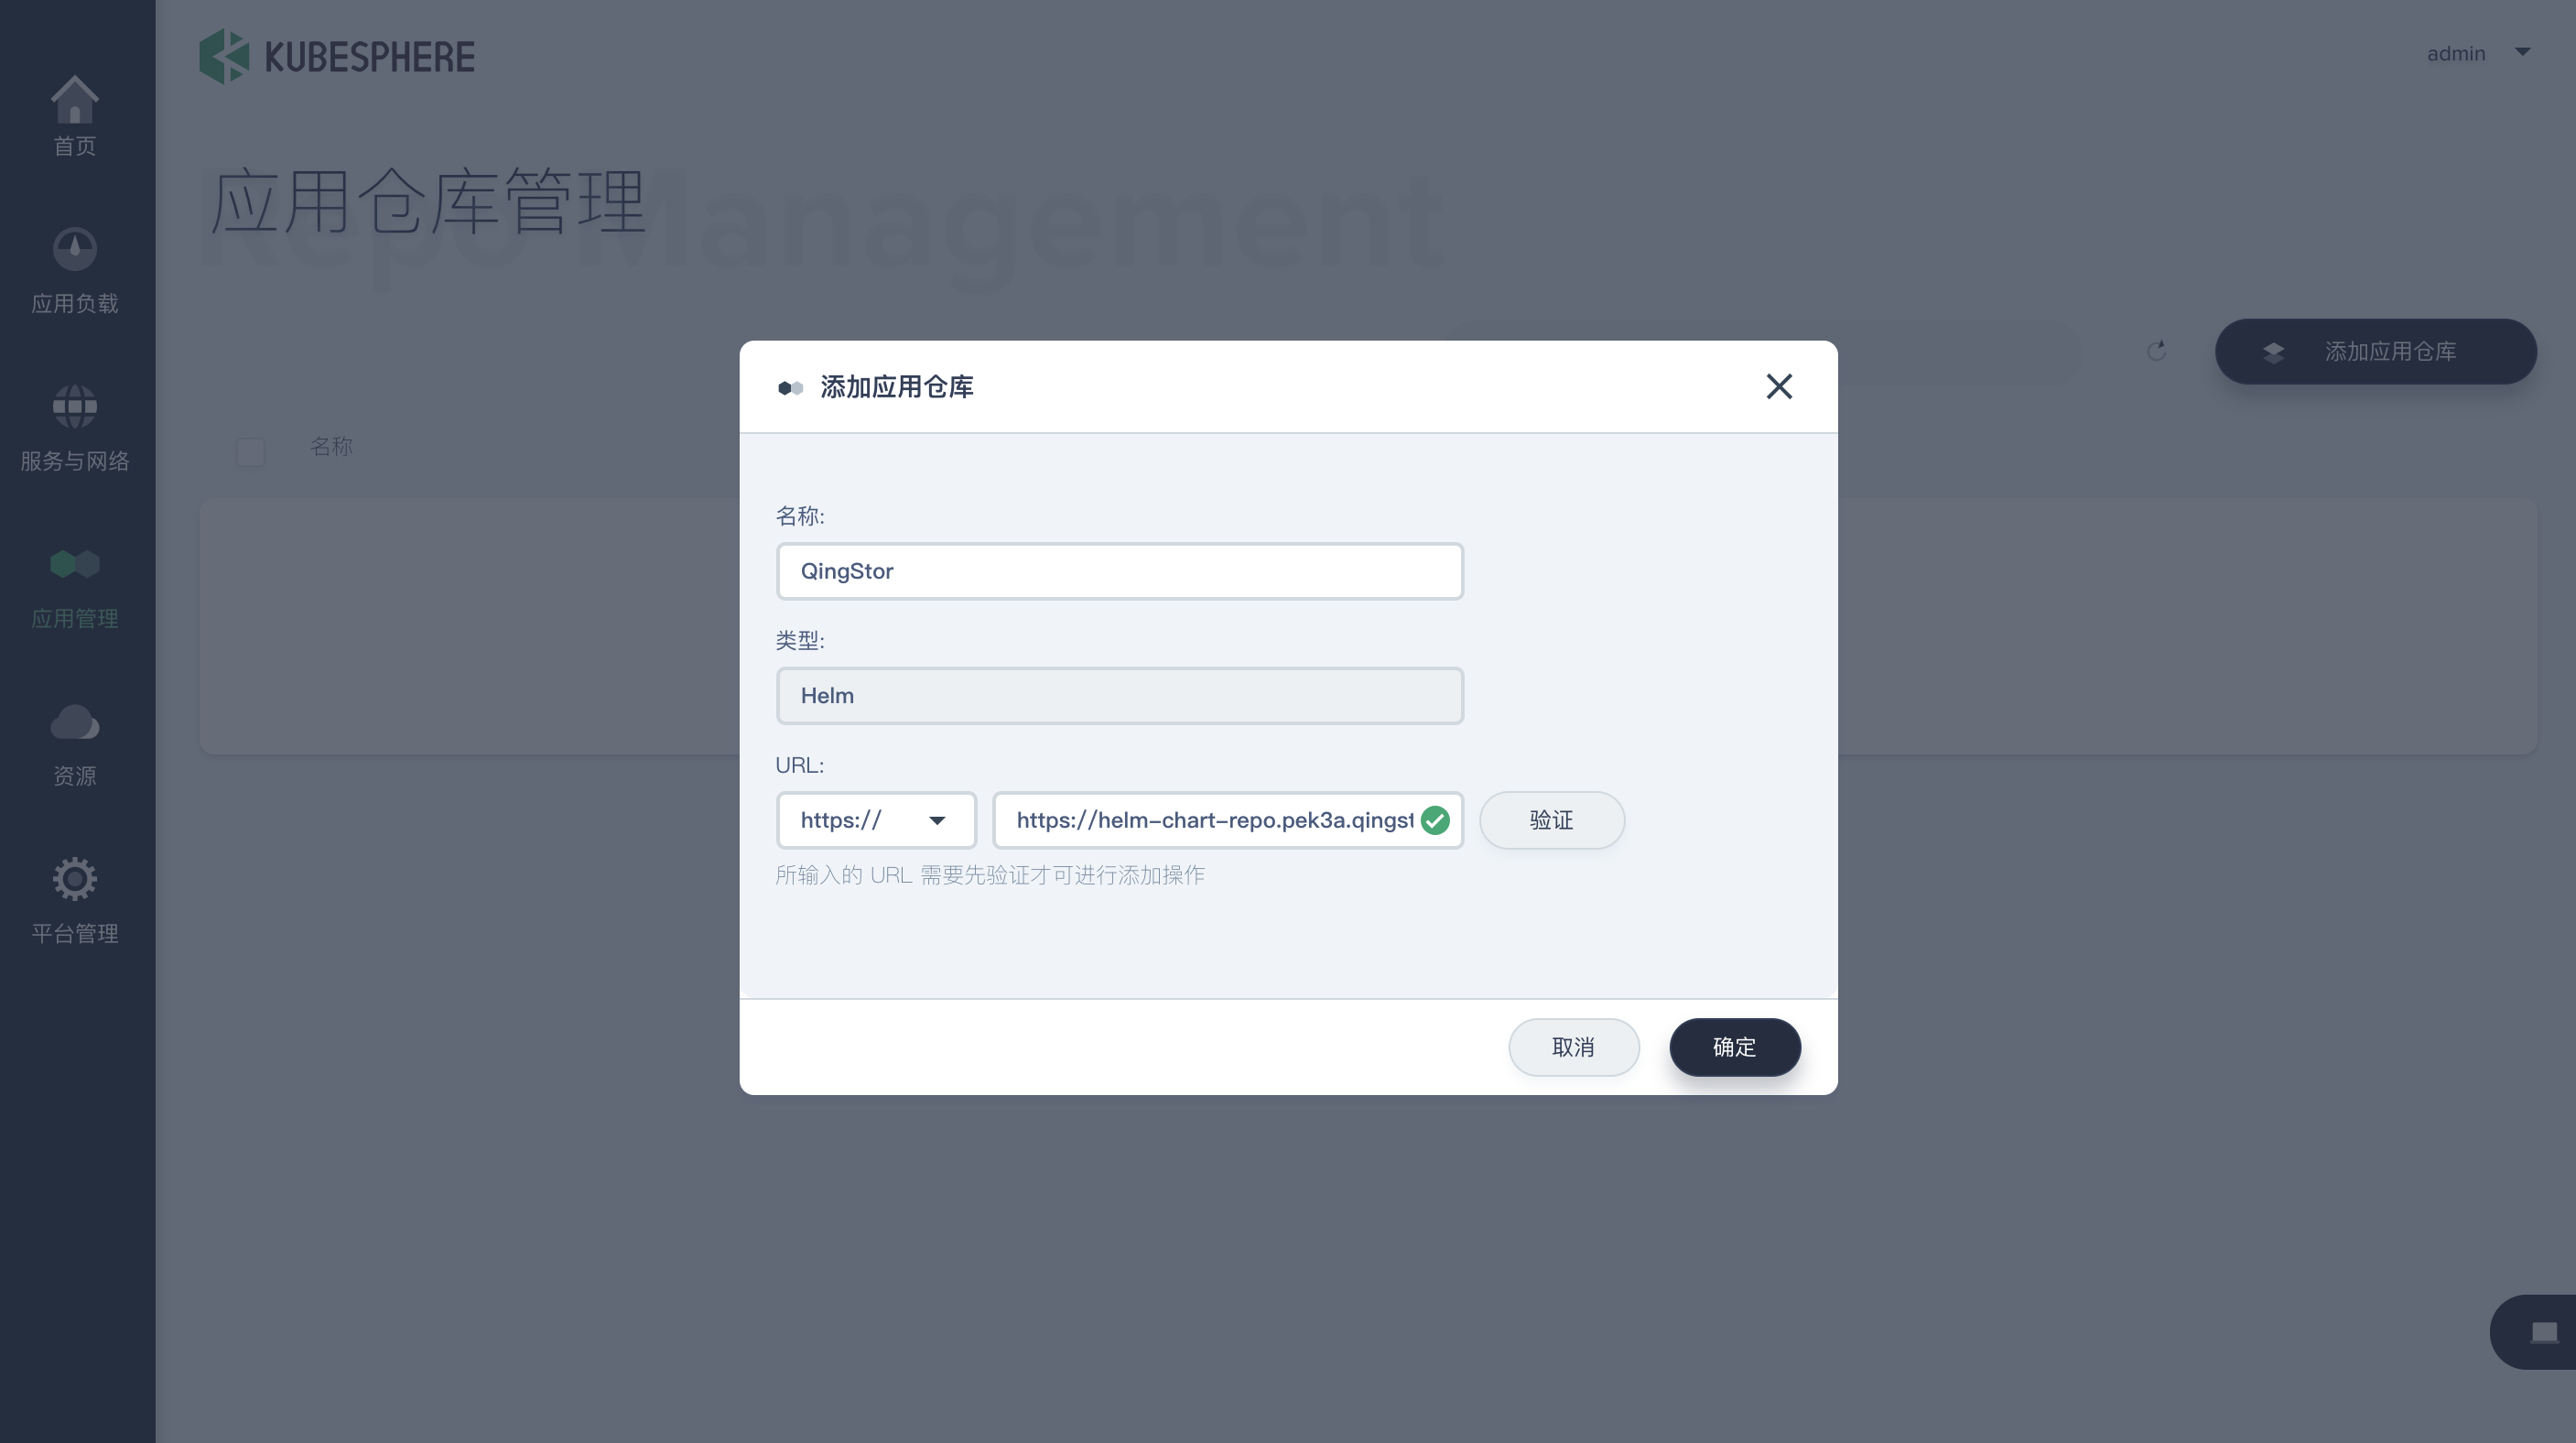 KUBESPHERE
admin
首页
应用仓库管理
Repo Management
应用负载
添加应用仓库
添加应用仓库
名称
服务与网络
名称:
QingStor
应用管理
类型:
Helm
资源
URL:
https://
https://helm-chart-repo.pek3a.qingst
验证
所输入的 URL 需要先验证才可进行添加操作
平台管理
取消
确定